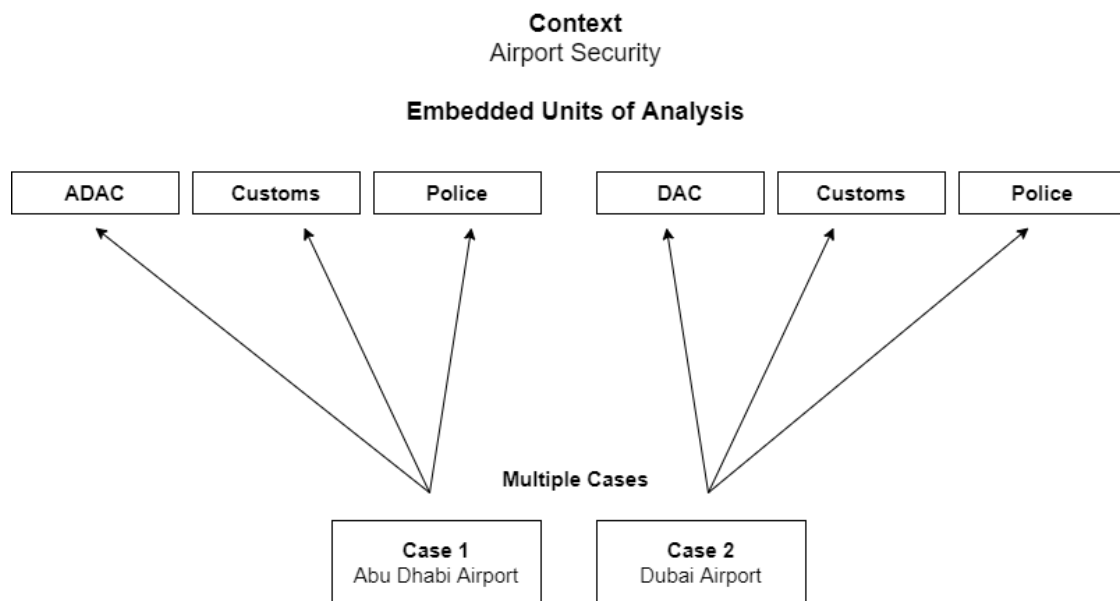 Context
Airport Security
Embedded Units of Analysis
ADAC
Customs
Police
DAC
Customs
Police
Multiple Cases
Case 1
Abu Dhabi Airport
Case 2
Dubai Airport